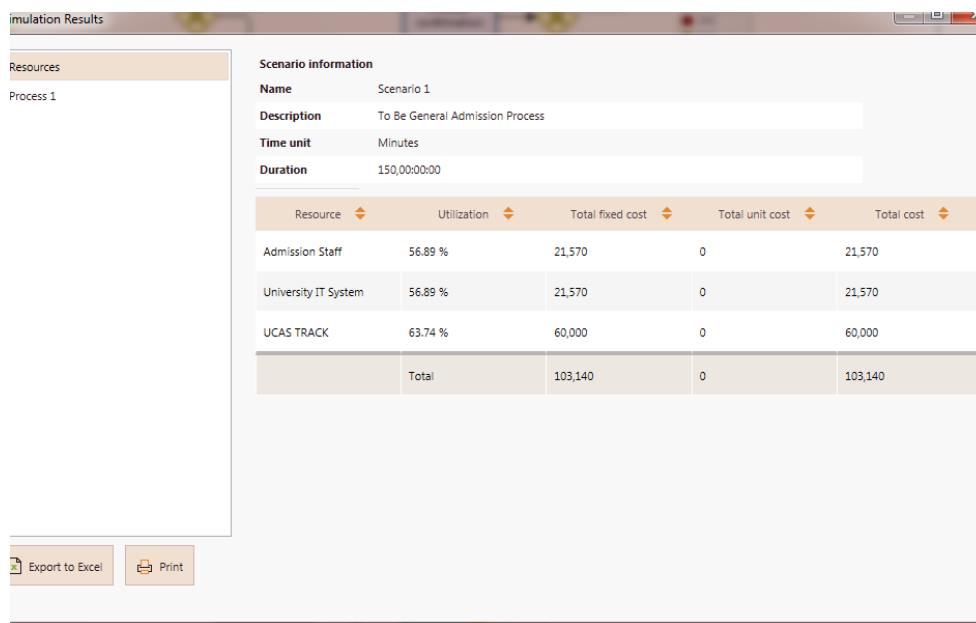 imulation Results
Resources
Process 1
Scenario information
Name Scenario 1
Description To Be General Admission Process
Time unit Minutes
Duration 150,00:00:00
Resource Utilization Total fixed cost Total unit cost Total cost
Admission Staff 56.89 % 21,570 0 21,570
University IT System 56.89 % 21,570 0 21,570
UCAS TRACK 63.74 % 60,000 0 60,000
Total 103,140 0 103,140
Export to Excel Print